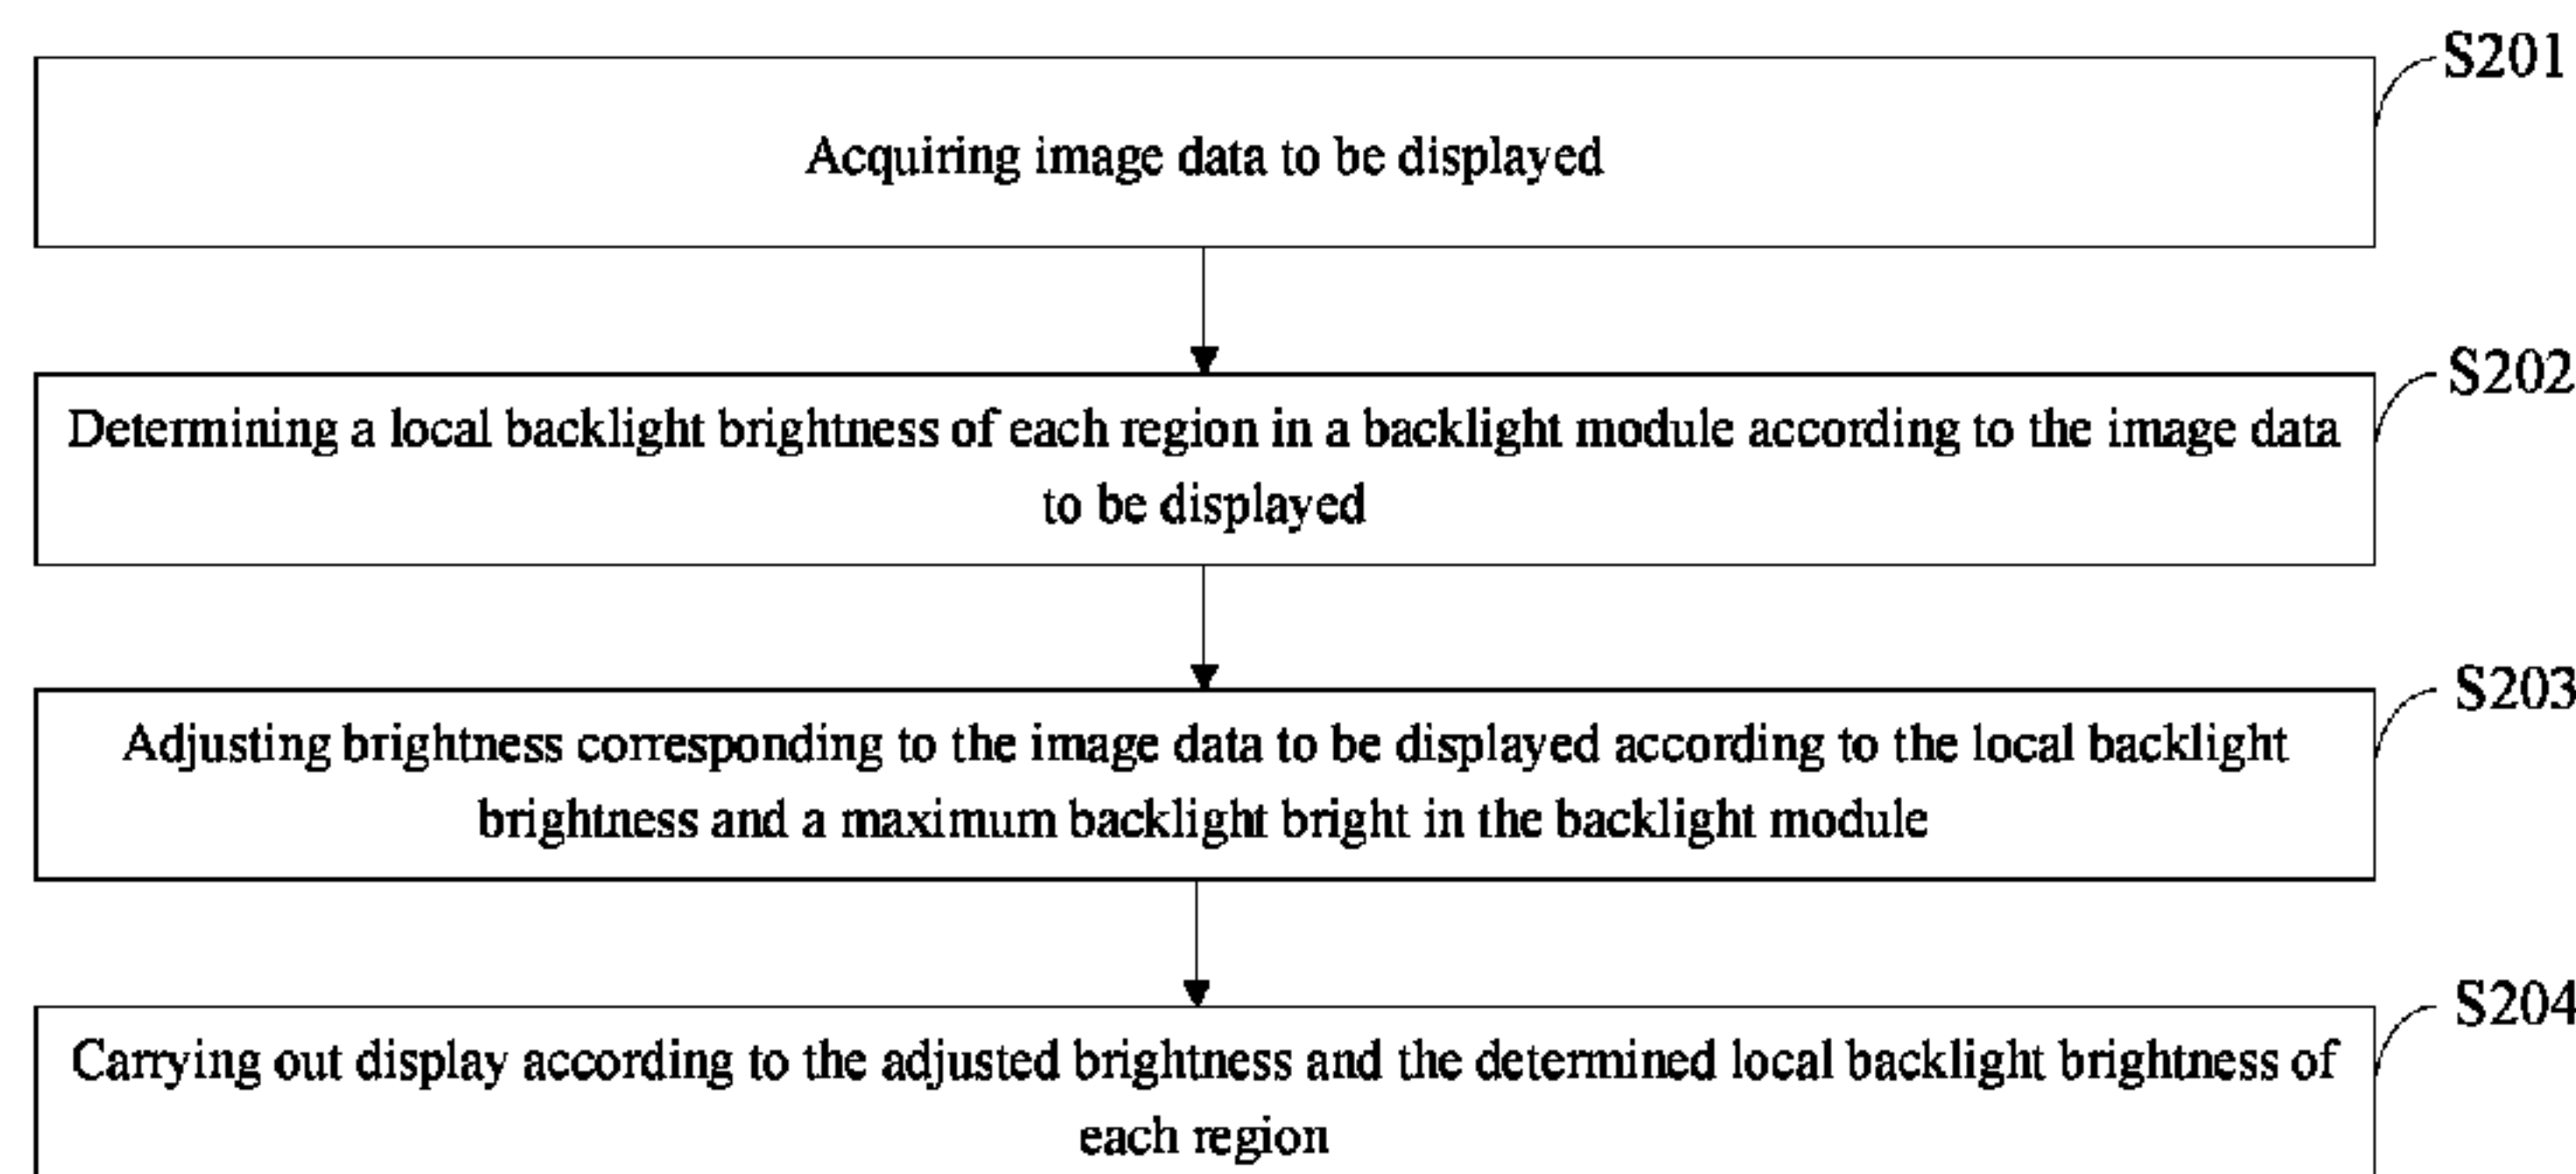 S201
Acquiring image data to be displayed
S202
Determining a local backlight brightness of each region in a backlight module according to the image data
to be displayed
S203
Adjusting brightness corresponding to the image data to be displayed according to the local backlight
brightness and a maximum backlight bright in the backlight module
S204
Carrying out display according to the adjusted brightness and the determined local backlight brightness of
each region